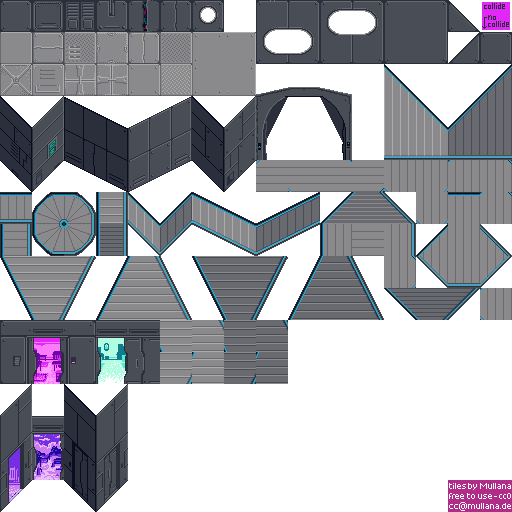 collide
no
collide
tiles by Mullana
free to use - cc0
cc@mullana.de